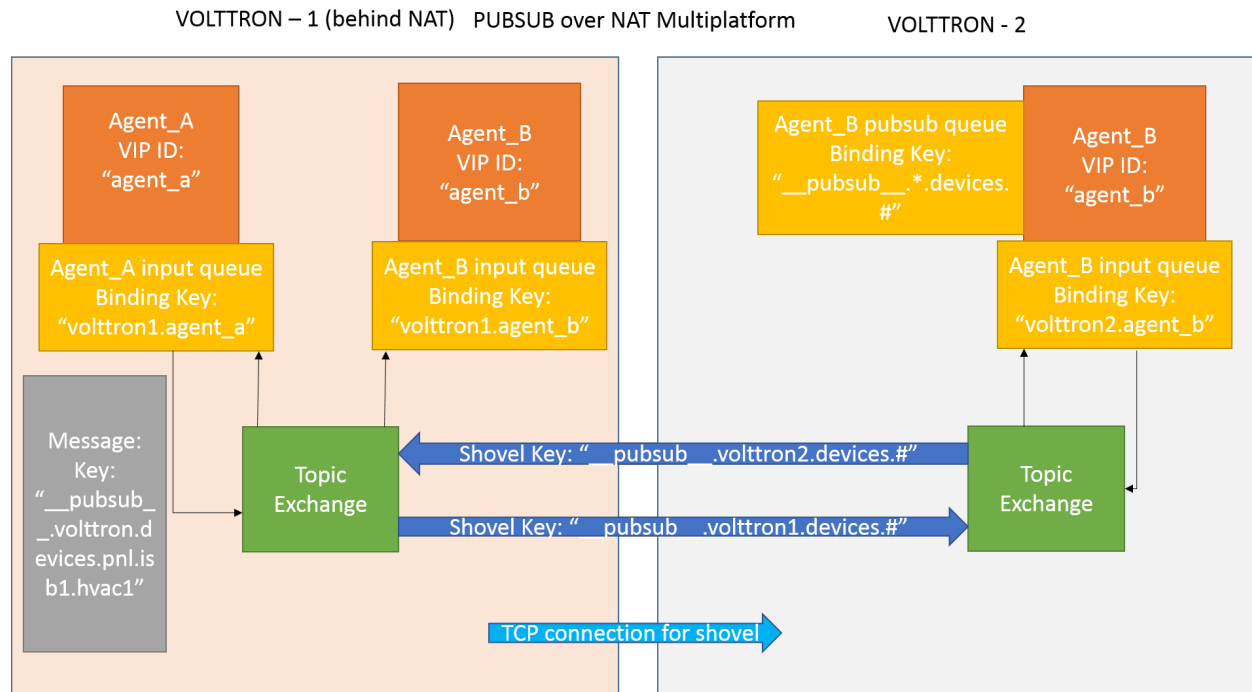 VOLTTRON – 1 (behind NAT)
PUBSUB over NAT Multiplatform
VOLTTRON - 2
Agent_A
VIP ID:
“agent_a”
Agent_A input queue
Binding Key:
“volttron1.agent_a”
Agent_B
VIP ID:
“agent_b”
Agent_B input queue
Binding Key:
“volttron1.agent_b”
Agent_B pubsub queue
Binding Key:
“__pubsub__.*.devices.
#”
Agent_B
VIP ID:
“agent_b”
Agent_B input queue
Binding Key:
“volttron2.agent_b”
Message:
Key:
“__pubsub_
_.volttron.d
evices.pnl.is
b1.hvac1”
Topic
Exchange
Shovel Key: “__pubsub__.volttron2.devices.#”
Shovel Key: “__pubsub__.volttron1.devices.#”
Topic
Exchange
TCP connection for shovel